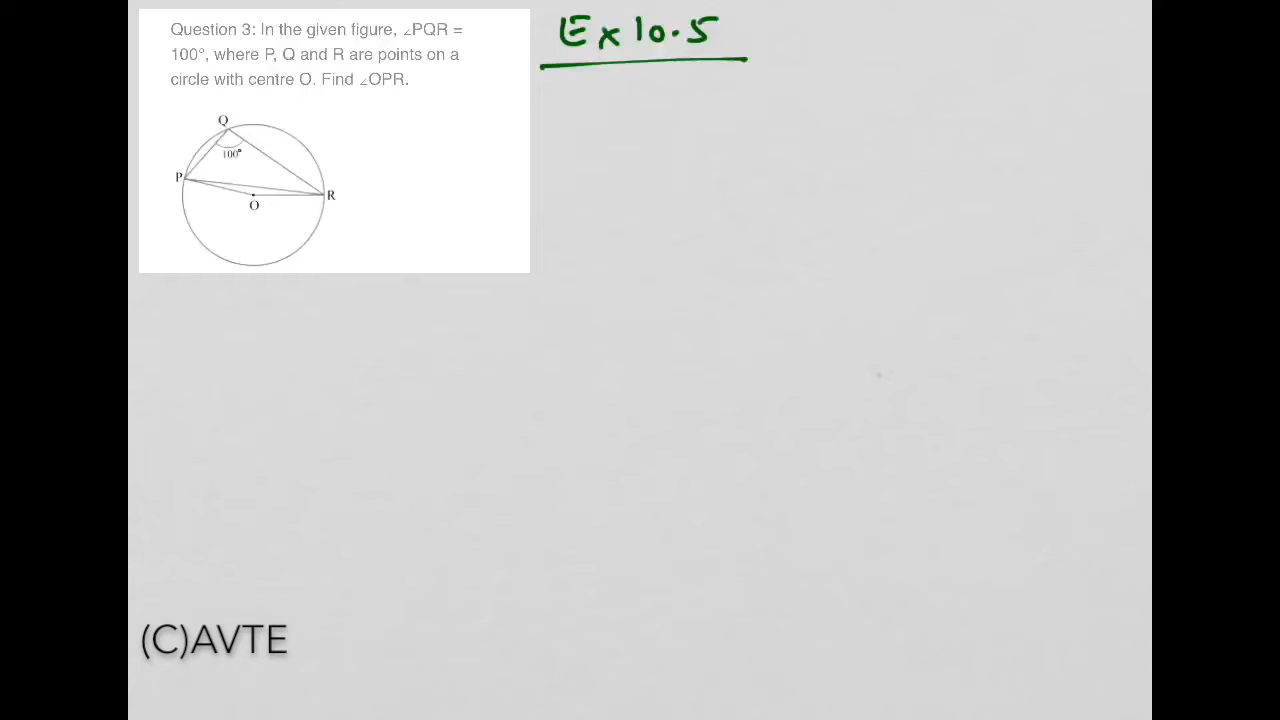 Question 3: In the given figure, ∠PQR =
100°, where P, Q and R are points on a
circle with centre O. Find ∠OPR.
Ex 10.5
Q
100°
P
R
O
(C)AVTE